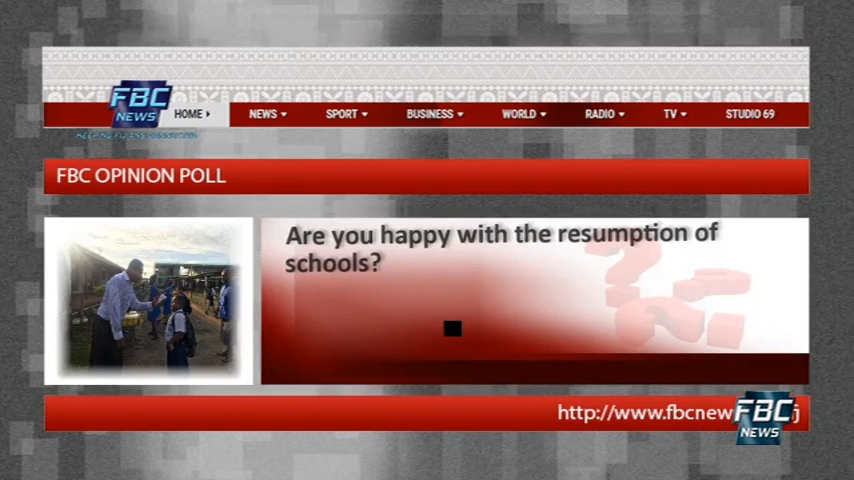 FBC
NEWS
HOME
NEWS
SPORT
BUSINESS
WORLD
RADIO
TV
STUDIO 69
FBC OPINION POLL
Are you happy with the resumption of
schools?
http://www.fbcnew
FBC
NEWS